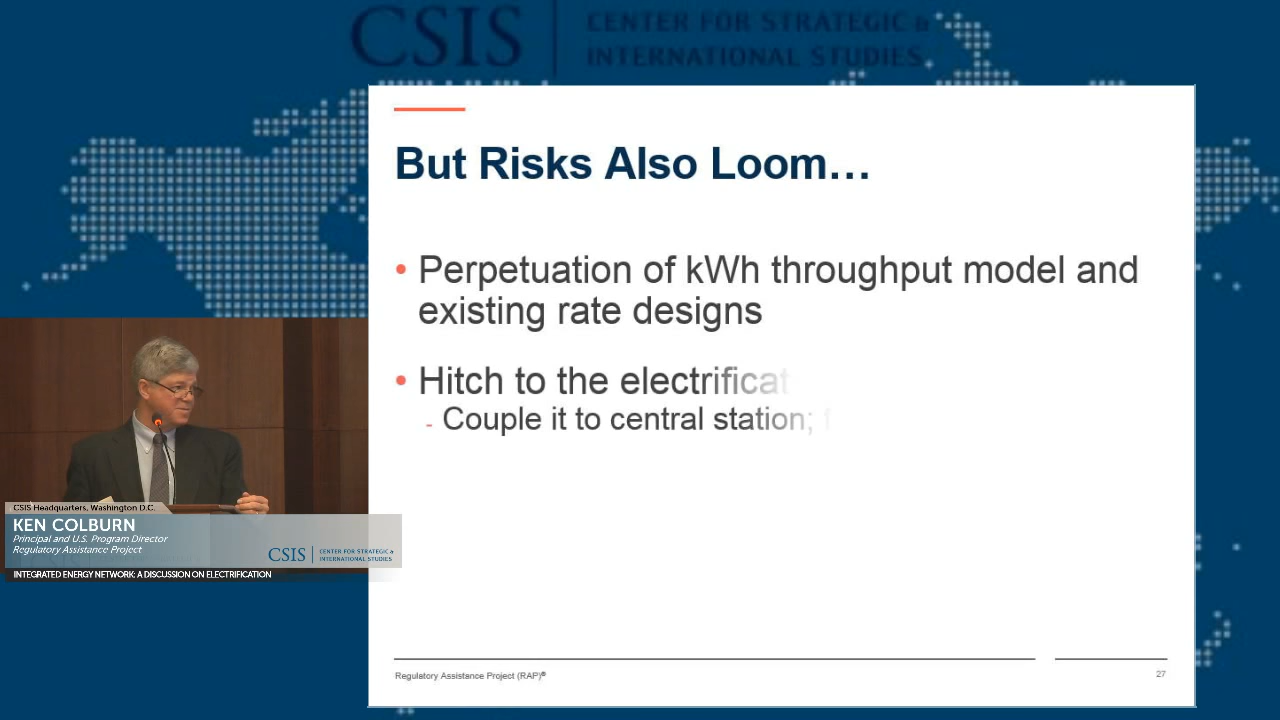 CSIS
CENTER FOR STRATEGIC &
INTERNATIONAL STUDIES
But Risks Also Loom…
• Perpetuation of kWh throughput model and
existing rate designs
• Hitch to the electrificat
- Couple it to central station;
Regulatory Assistance Project (RAP)®
27
CSIS Headquarters, Washington D.C.
KEN COLBURN
Principal and U.S. Program Director
Regulatory Assistance Project
CSIS
CENTER FOR STRATEGIC &
INTERNATIONAL STUDIES
INTEGRATED ENERGY NETWORK: A DISCUSSION ON ELECTRIFICATION